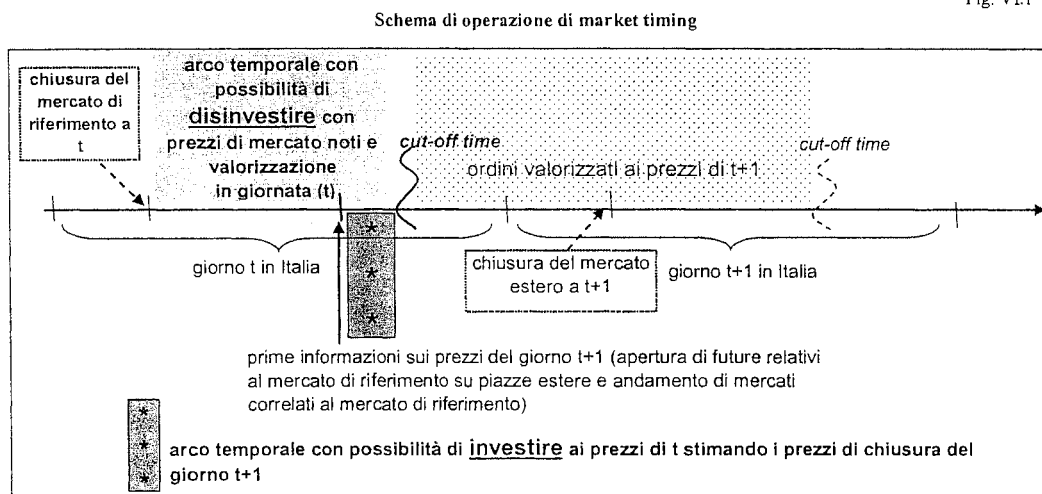 Fig. VI.1
Schema di operazione di market timing
chiusura del
mercato di
riferimento a
t
arco temporale con
possibilità di
disinvestire con
prezzi di mercato noti e
valorizzazione
in giornata (t)
cut-off time
ordini valorizzati ai prezzi di t+1
cut-off time
giorno t in Italia
chiusura del mercato
estero a t+1
giorno t+1 in Italia
prime informazioni sui prezzi del giorno t+1 (apertura di future relativi
al mercato di riferimento su piazze estere e andamento di mercati
correlati al mercato di riferimento)
arco temporale con possibilità di investire ai prezzi di t stimando i prezzi di chiusura del
giorno t+1